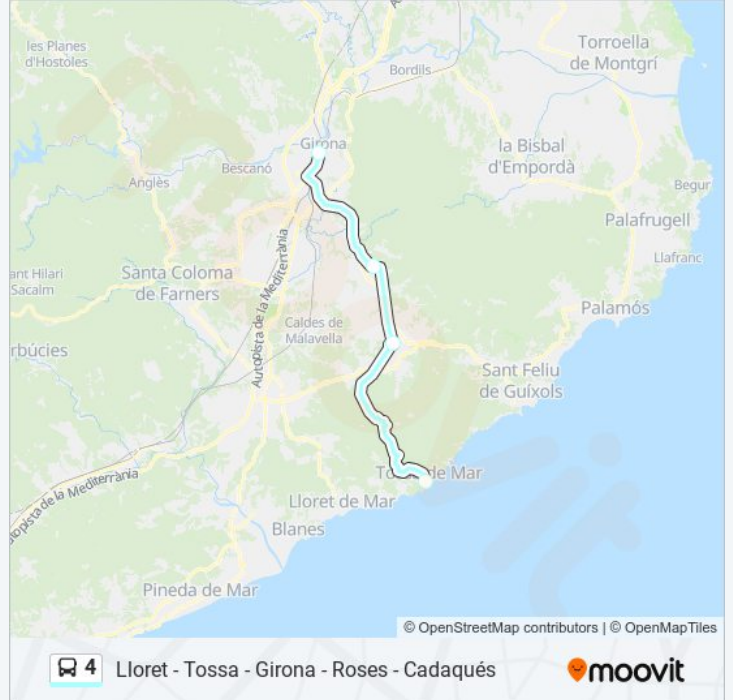 les Planes
d'Hostoles
Torroella
de Montgrí
Bordils
Girona
la Bisbal
d'Empordà
Bescanó
Anglès
Begur
Palafrugell
Llafranc
Autopista de la Mediterrània
ant Hilari
Sacalm
Santa Coloma
de Farners
Palamós
Caldes de
Malavella
rbúcies
Sant Feliu
de Guíxols
Tossa de Mar
topista de la Mediterrània
Lloret de Mar
Blanes
Pineda de Mar
© OpenStreetMap contributors | © OpenMapTiles
4 Lloret - Tossa - Girona - Roses - Cadaqués
moovit